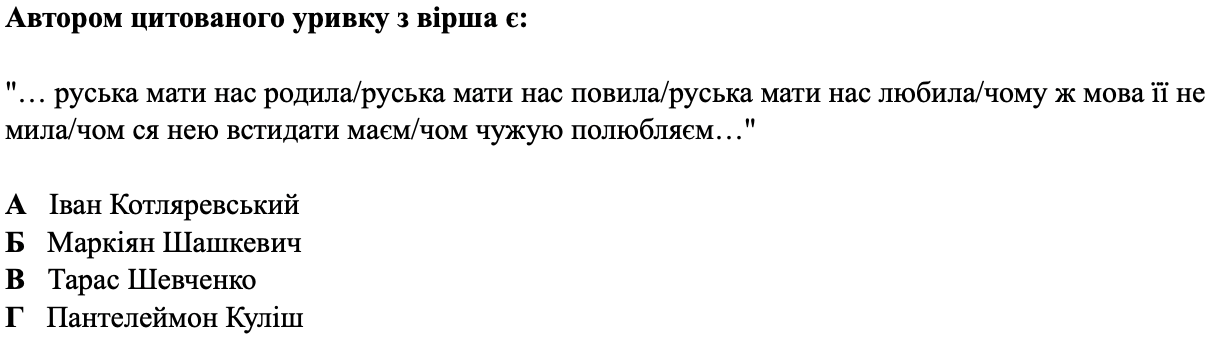 Автором цитованого уривку з вірша є:
"… руська мати нас родила/руська мати нас повила/руська мати нас любила/чому ж мова її не
мила/чом ся нею встидати маєм/чом чужую полюбляєм…"
А Іван Котляревський
Б Маркіян Шашкевич
В Тарас Шевченко
Г Пантелеймон Куліш